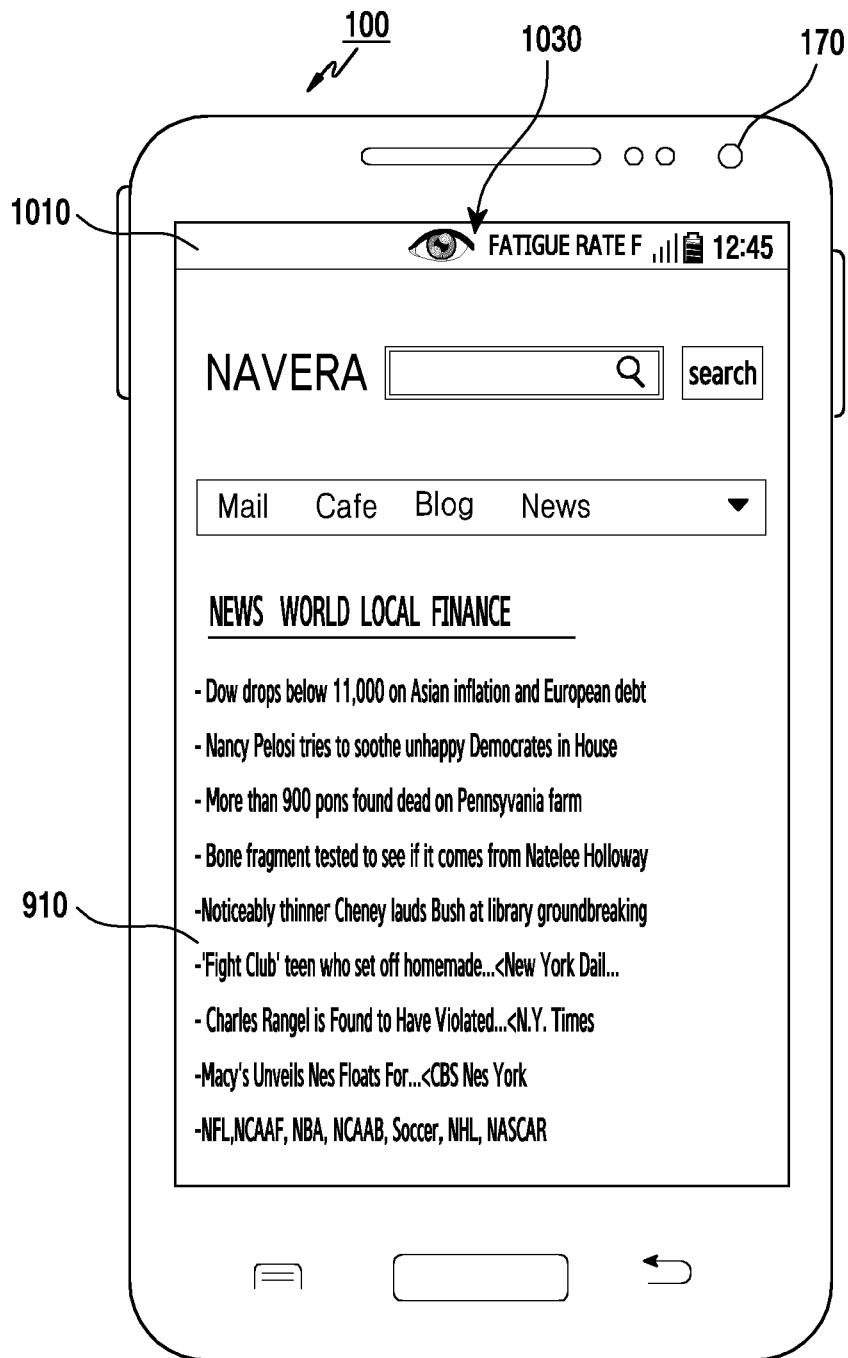 100
1030
170
1010
FATIGUE RATE F 12:45
NAVERA search
Mail Cafe Blog News
NEWS WORLD LOCAL FINANCE
- Dow drops below 11,000 on Asian inflation and European debt
- Nancy Pelosi tries to soothe unhappy Democrates in House
- More than 900 pons found dead on Pennsyvania farm
- Bone fragment tested to see if it comes from Natelee Holloway
-Noticeably thinner Cheney lauds Bush at library groundbreaking
910
-'Fight Club' teen who set off homemade...<New York Dail...
- Charles Rangel is Found to Have Violated...<N.Y. Times
-Macy's Unveils Nes Floats For...<CBS Nes York
-NFL,NCAAF, NBA, NCAAB, Soccer, NHL, NASCAR